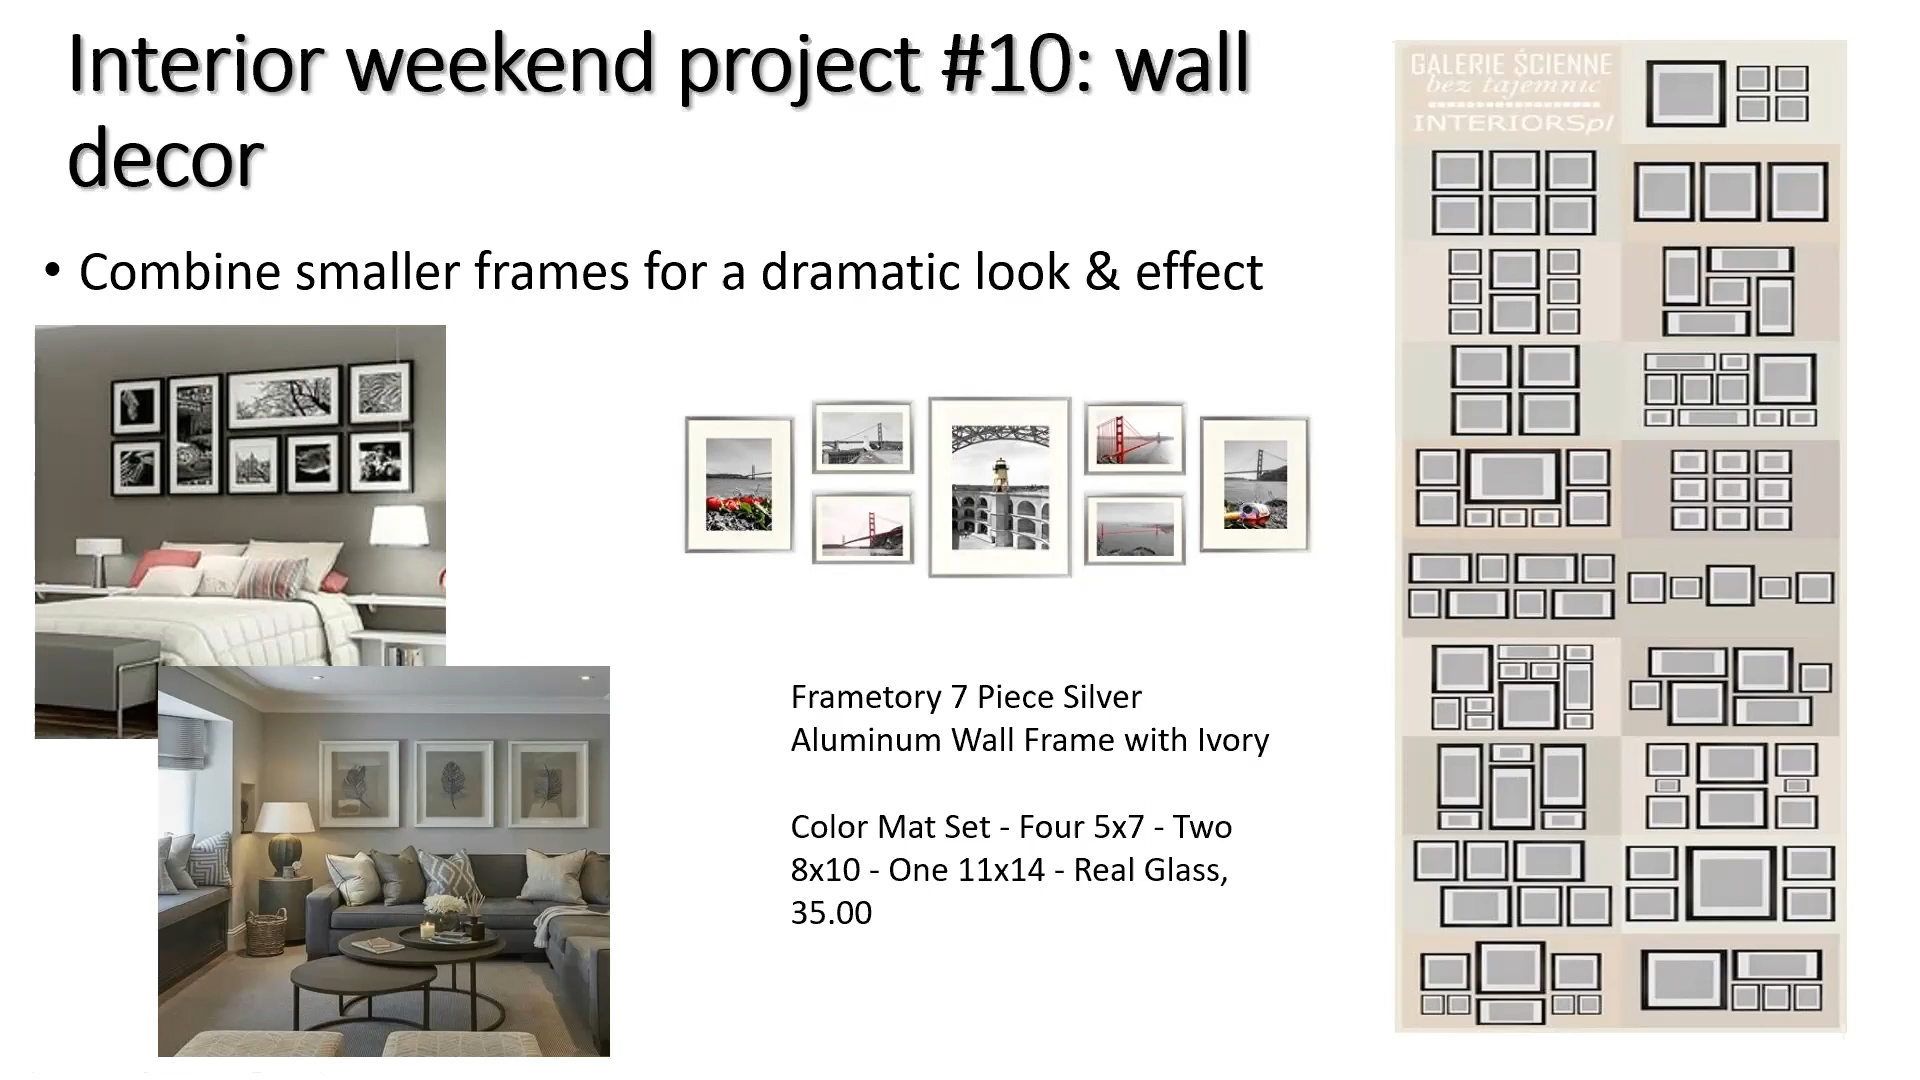 Interior weekend project #10: wall
decor
• Combine smaller frames for a dramatic look & effect
Frametory 7 Piece Silver
Aluminum Wall Frame with Ivory
Color Mat Set - Four 5x7 - Two
8x10 - One 11x14 - Real Glass,
35.00
GALERIE ŚCIENNE
bez tajemnic
INTERIORSpl